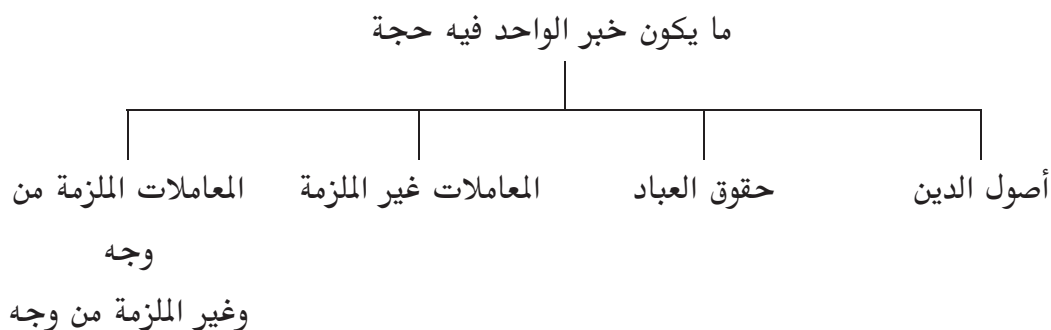 ما يكون خبر الواحد فيه حجة
أصول الدين
حقوق العباد
المعاملات غير الملزمة
المعاملات الملزمة من
وجه
وغير الملزمة من وجه